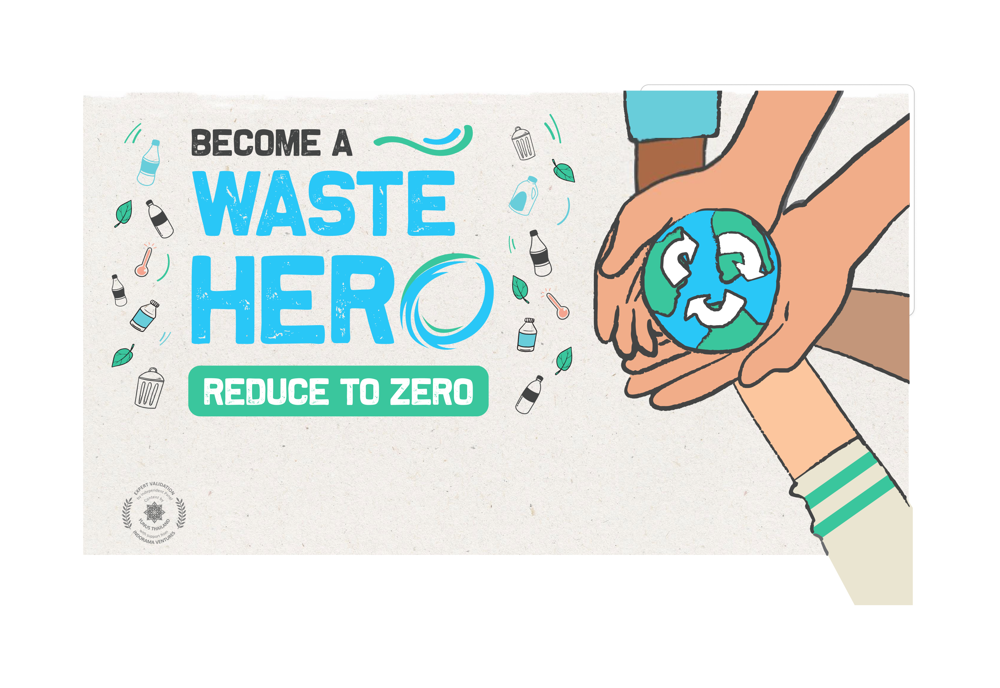 BECOME A
WASTE
HERO
REDUCE TO ZERO
EXPERT VALIDATION
by Independent Panel
Content by
YUNUS THAILAND
with support from
INDORAMA VENTURES